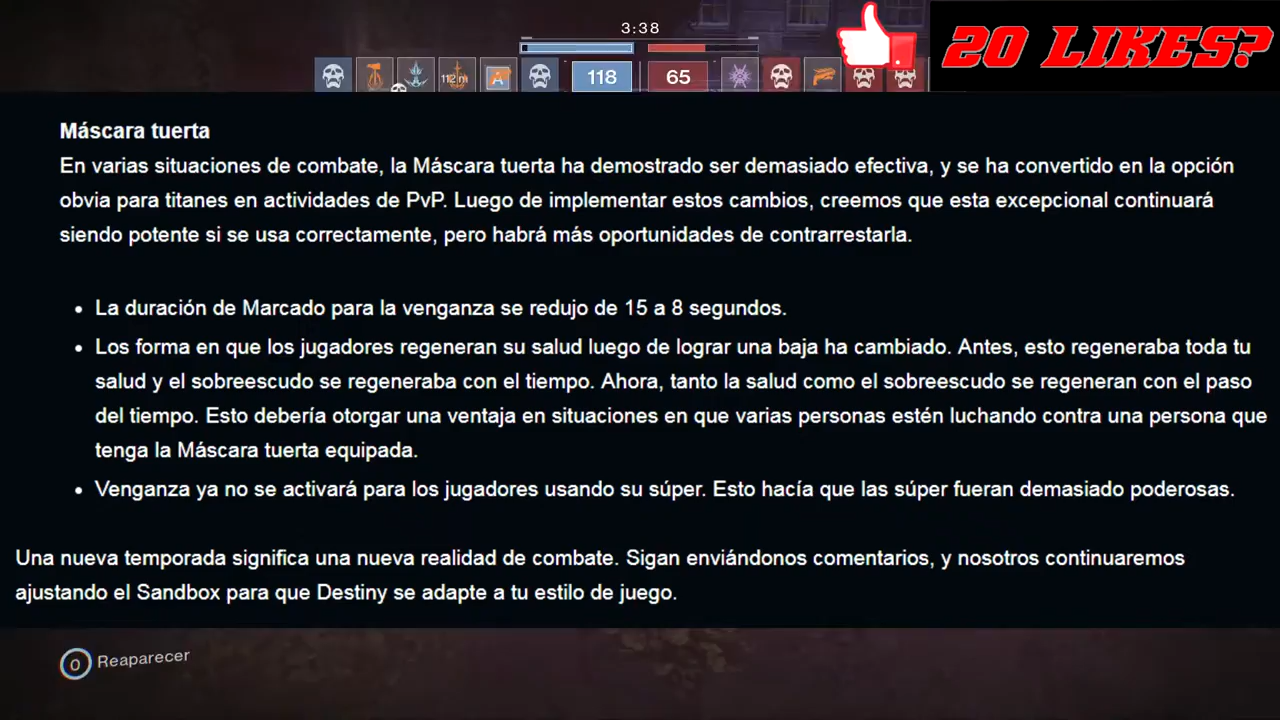 3:38
20 LIKES?
112 m
A
118
65
Máscara tuerta
En varias situaciones de combate, la Máscara tuerta ha demostrado ser demasiado efectiva, y se ha convertido en la opción
obvia para titanes en actividades de PvP. Luego de implementar estos cambios, creemos que esta excepcional continuará
siendo potente si se usa correctamente, pero habrá más oportunidades de contrarrestarla.
• La duración de Marcado para la venganza se redujo de 15 a 8 segundos.
• Los forma en que los jugadores regeneran su salud luego de lograr una baja ha cambiado. Antes, esto regeneraba toda tu
salud y el sobreescudo se regeneraba con el tiempo. Ahora, tanto la salud como el sobreescudo se regeneran con el paso
del tiempo. Esto debería otorgar una ventaja en situaciones en que varias personas estén luchando contra una persona que
tenga la Máscara tuerta equipada.
• Venganza ya no se activará para los jugadores usando su súper. Esto hacía que las súper fueran demasiado poderosas.
Una nueva temporada significa una nueva realidad de combate. Sigan enviándonos comentarios, y nosotros continuaremos
ajustando el Sandbox para que Destiny se adapte a tu estilo de juego.
O Reaparecer